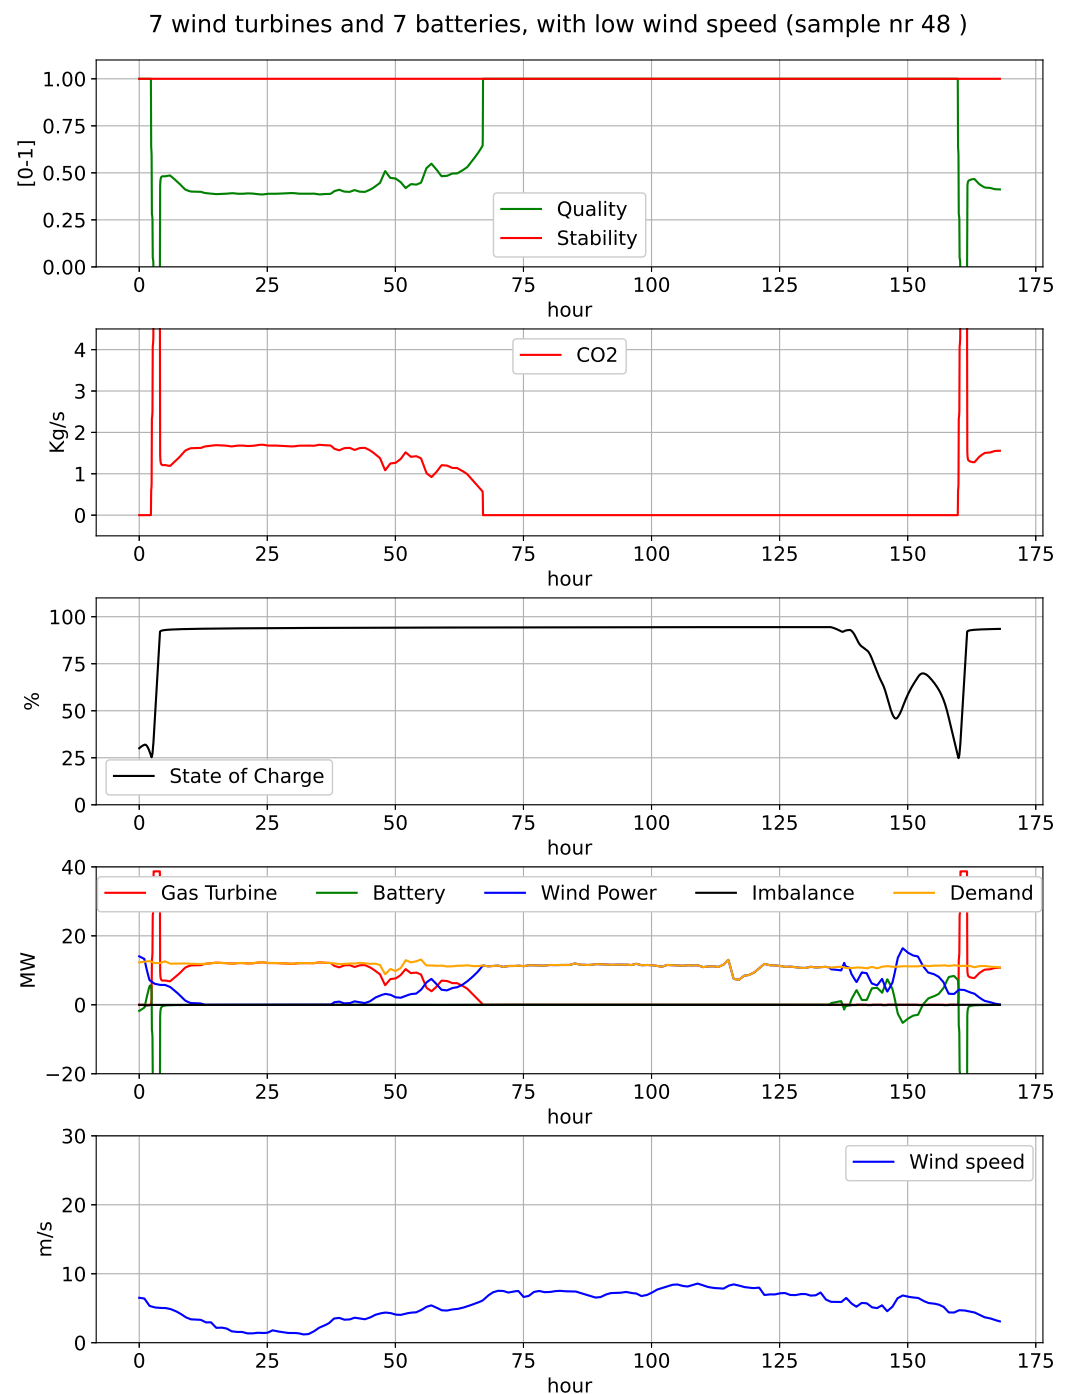 7 wind turbines and 7 batteries, with low wind speed (sample nr 48 )
1.00
0.75
0.50
0.25
0.00
[0-1]
Quality
Stability
0 25 50 75 100 125 150 175
hour
4
3
2
1
0
Kg/s
CO2
0 25 50 75 100 125 150 175
hour
100
75
50
25
0
%
State of Charge
0 25 50 75 100 125 150 175
hour
40
20
0
−20
MW
Gas Turbine Battery Wind Power Imbalance Demand
0 25 50 75 100 125 150 175
hour
30
20
10
0
m/s
Wind speed
0 25 50 75 100 125 150 175
hour